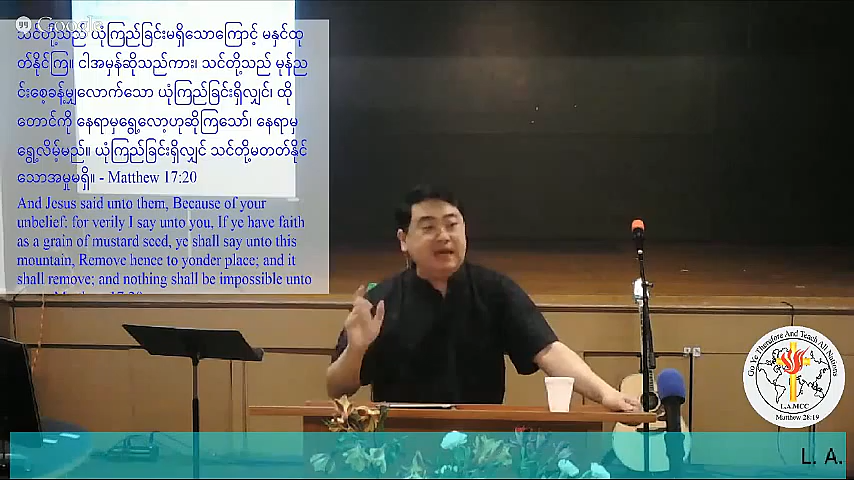 သင်တို့သည် ယုံကြည်ခြင်းမရှိသောကြောင့် မနှင်ထု
တ်နိုင်ကြ။ ငါအမှန်ဆိုသည်ကား၊ သင်တို့သည် မုန်ည
င်းစေ့ခန့်မျှလောက်သော ယုံကြည်ခြင်းရှိလျှင်၊ ထို
တောင်ကို နေရာမှရွေ့လော့ဟုဆိုကြသော်၊ နေရာမှ
ရွေ့လိမ့်မည်။ ယုံကြည်ခြင်းရှိလျှင် သင်တို့မတတ်နိုင်
သောအမှုမရှိ။ - Matthew 17:20
And Jesus said unto them, Because of your
unbelief: for verily I say unto you, If ye have faith
as a grain of mustard seed, ye shall say unto this
mountain, Remove hence to yonder place; and it
shall remove; and nothing shall be impossible unto
Go Ye Therefore And Teach All Nations
L.A.MCC
Matthew 28:19
L. A.